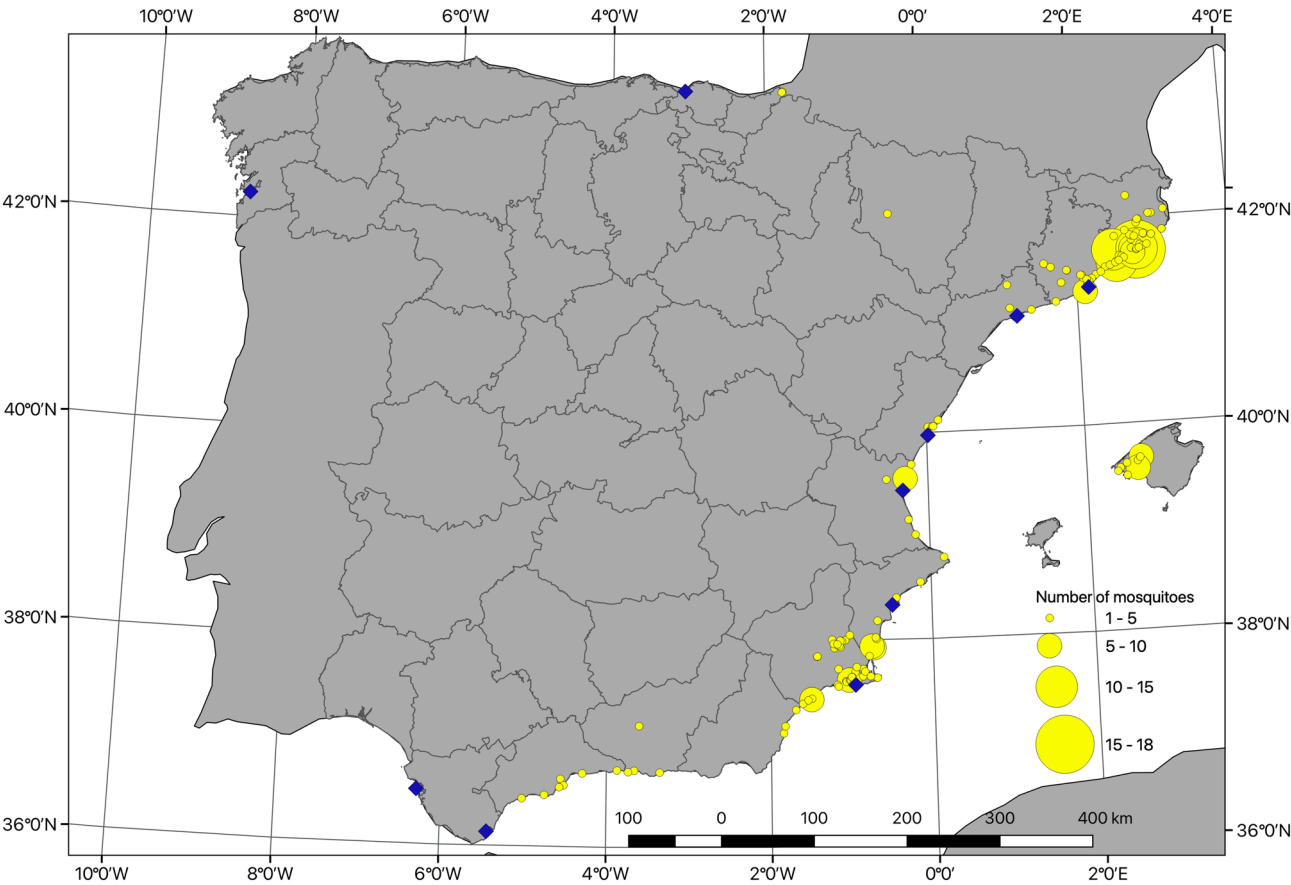 10°0′W 8°0′W 6°0′W 4°0′W 2°0′W 0°0′ 2°0′E 4°0′E
42°0′N 42°0′N
40°0′N 40°0′N
Number of mosquitoes
1 - 5
38°0′N 38°0′N
5 - 10
10 - 15
15 - 18
100 0 100 200 300 400 km
36°0′N 36°0′N
10°0′W 8°0′W 6°0′W 4°0′W 2°0′W 0°0′ 2°0′E